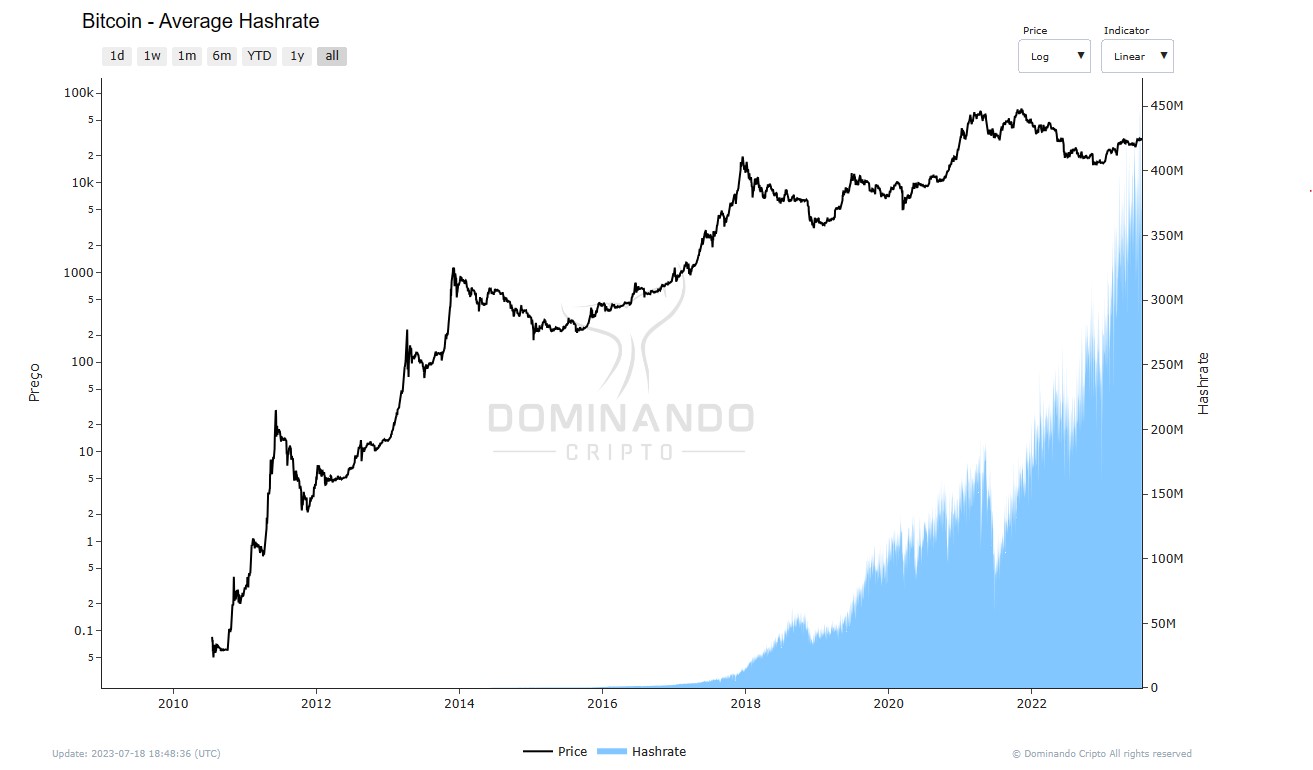 Bitcoin - Average Hashrate
Price
Indicator
1d
1w
1m
6m
YTD
1y
all
Log ▼
Linear ▼
100k
5
2
10k
5
2
1000
5
2
100
5
2
10
5
2
1
5
2
0.1
5
Preço
450M
400M
350M
300M
250M
200M
150M
100M
50M
0
Hashrate
DOMINANDO
CRIPTO
2010
2012
2014
2016
2018
2020
2022
Price
Hashrate
Update: 2023-07-18 18:48:36 (UTC)
© Dominando Cripto All rights reserved